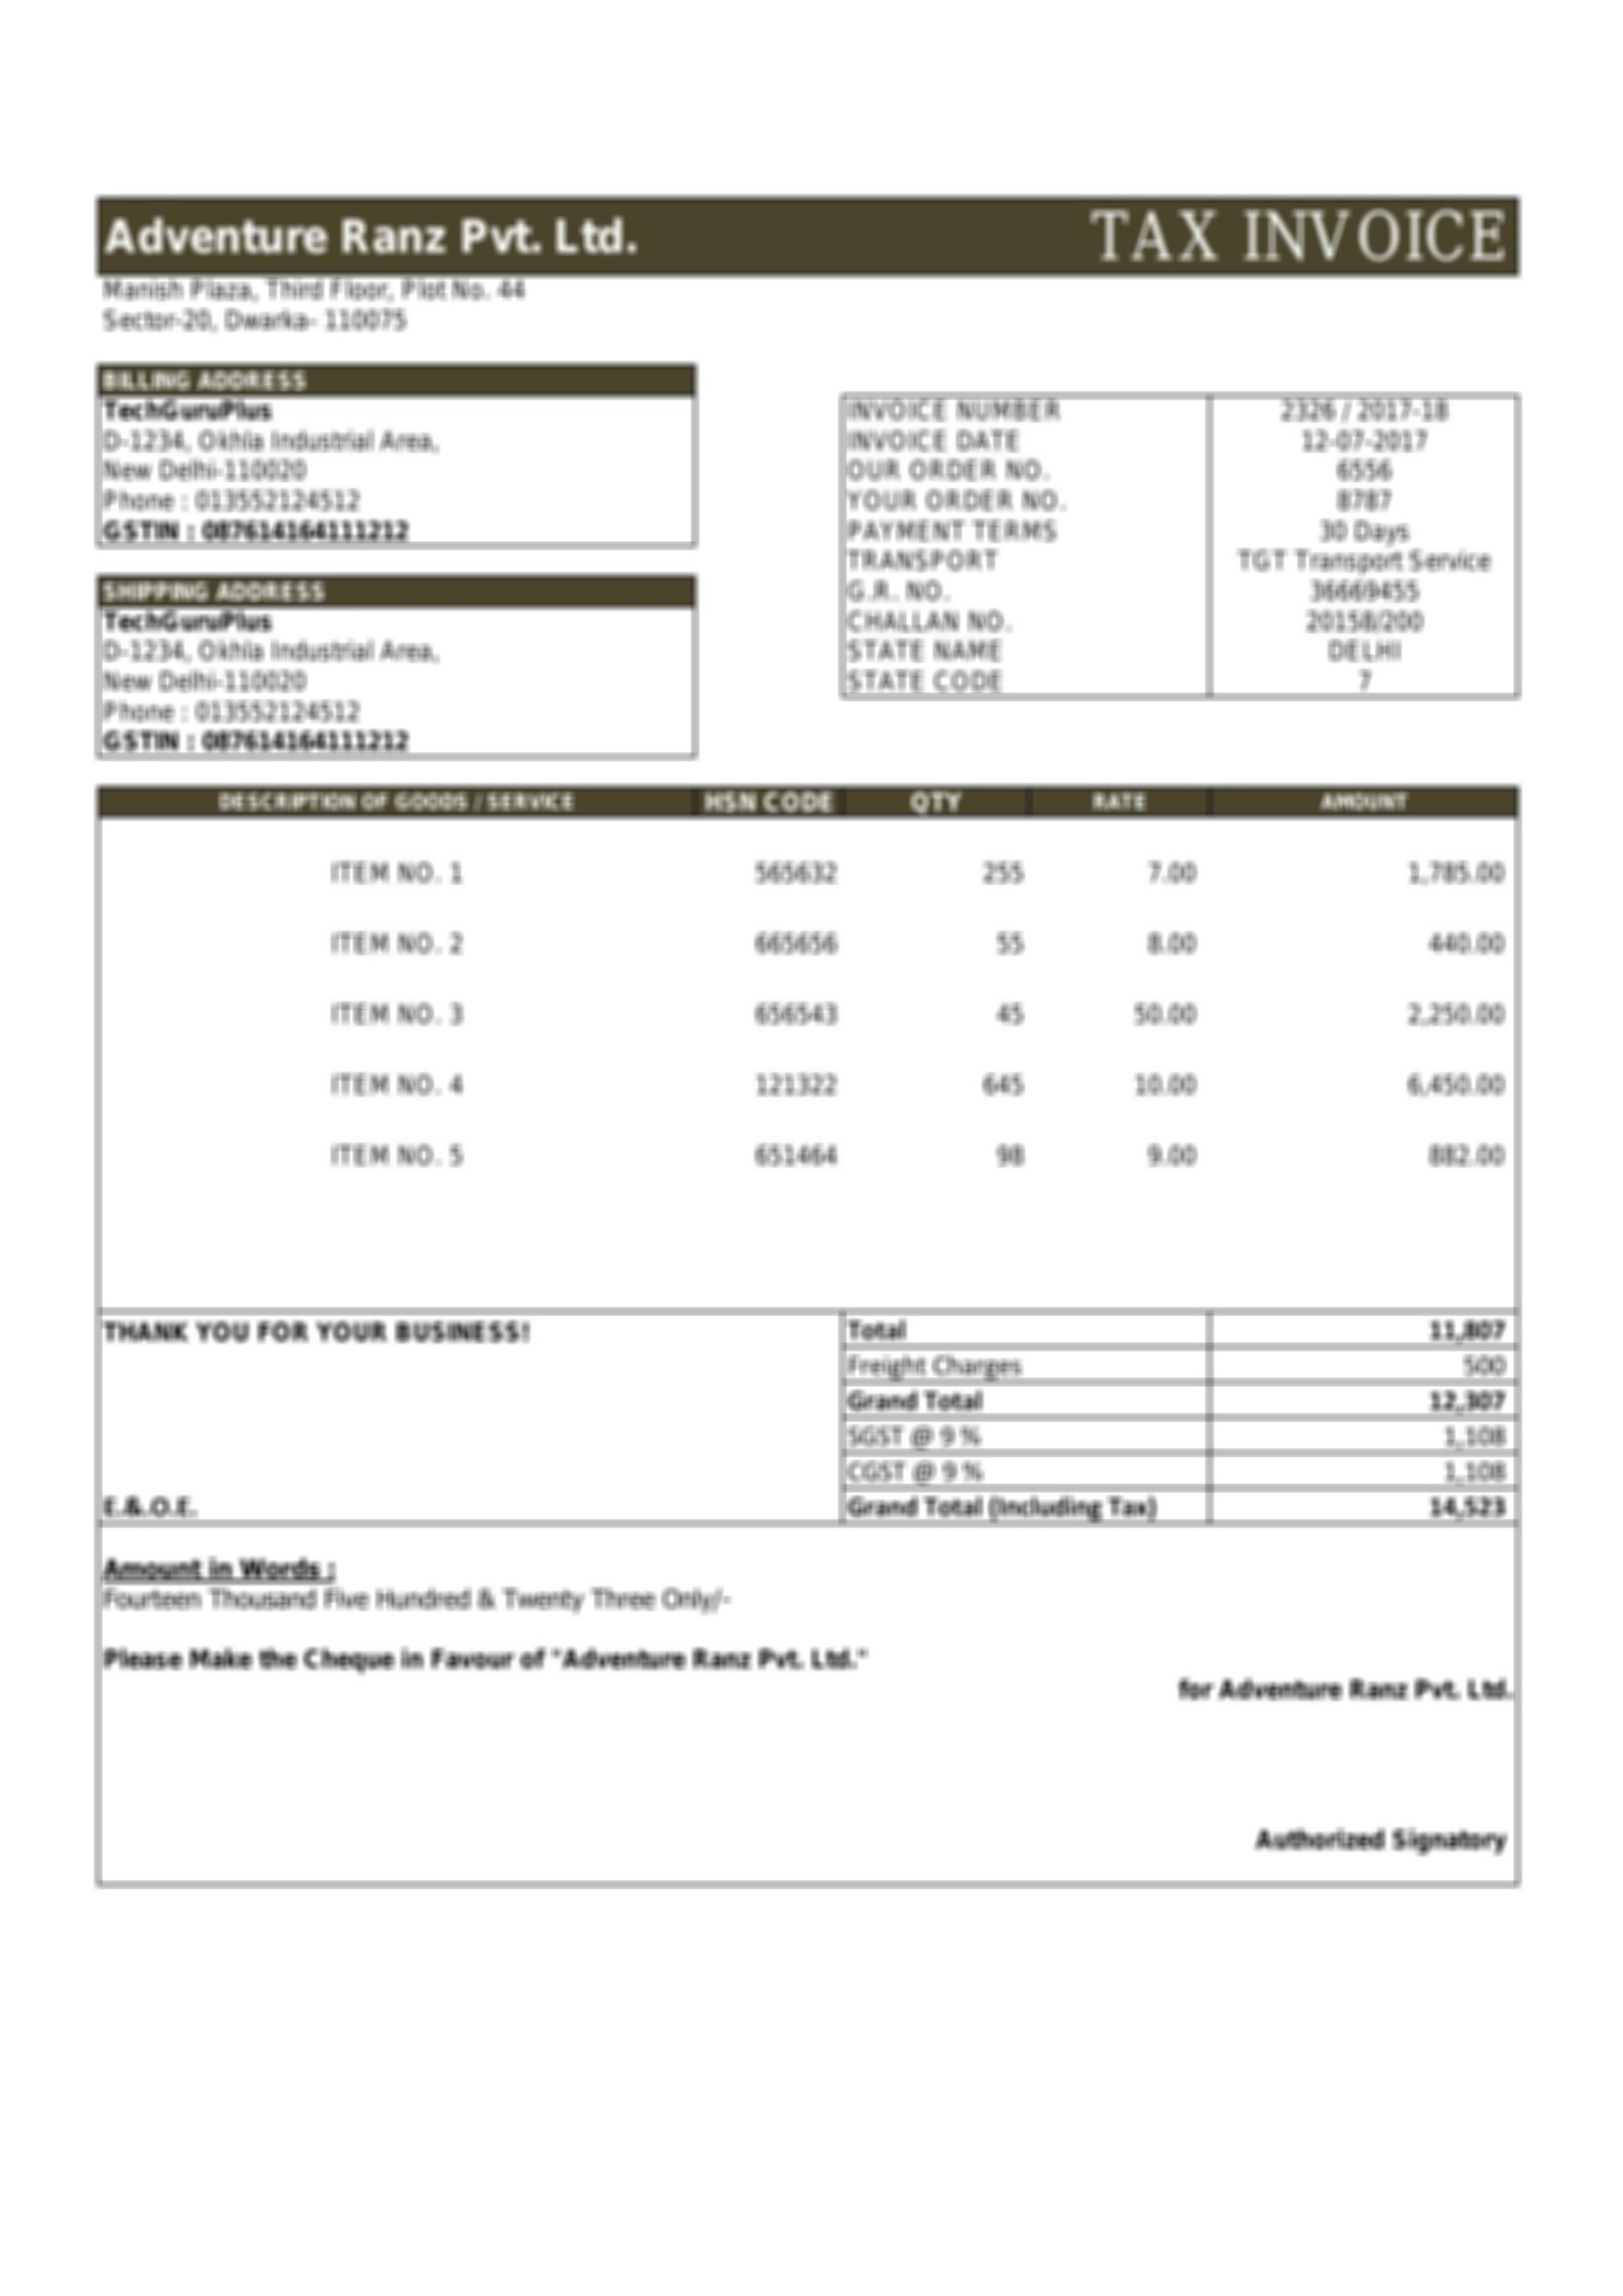 Adventure Ranz Pvt. Ltd. TAX INVOICE
Manish Plaza, Third Floor, Plot No. 44
Sector-20, Dwarka- 110075
BILLING ADDRESS
TechGuruPlus
D-1234, Okhla Industrial Area,
New Delhi-110020
Phone : 013552124512
GSTIN : 087614164111212
SHIPPING ADDRESS
TechGuruPlus
D-1234, Okhla Industrial Area,
New Delhi-110020
Phone : 013552124512
GSTIN : 087614164111212
INVOICE NUMBER 2326 / 2017-18
INVOICE DATE 12-07-2017
OUR ORDER NO. 6556
YOUR ORDER NO. 8787
PAYMENT TERMS 30 Days
TRANSPORT TGT Transport Service
G.R. NO. 36669455
CHALLAN NO. 20158/200
STATE NAME DELHI
STATE CODE 7
DESCRIPTION OF GOODS / SERVICE HSN CODE QTY RATE AMOUNT
ITEM NO. 1 565632 255 7.00 1,785.00
ITEM NO. 2 665656 55 8.00 440.00
ITEM NO. 3 656543 45 50.00 2,250.00
ITEM NO. 4 121322 645 10.00 6,450.00
ITEM NO. 5 651464 98 9.00 882.00
THANK YOU FOR YOUR BUSINESS! Total 11,807
Freight Charges 500
Grand Total 12,307
SGST @ 9 % 1,108
CGST @ 9 % 1,108
E.&.O.E. Grand Total (Including Tax) 14,523
Amount in Words :
Fourteen Thousand Five Hundred & Twenty Three Only/-
Please Make the Cheque in Favour of "Adventure Ranz Pvt. Ltd."
for Adventure Ranz Pvt. Ltd.
Authorized Signatory